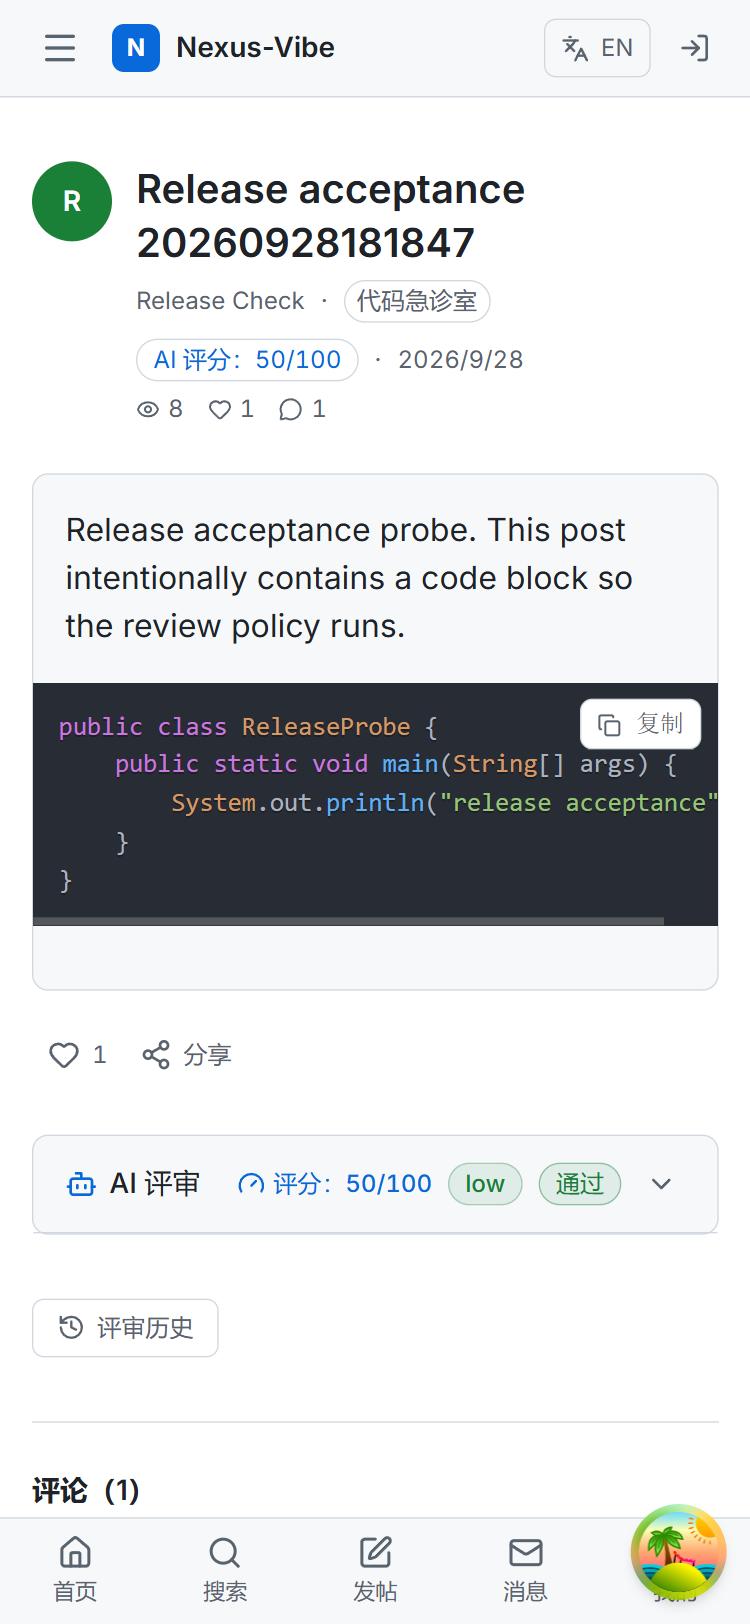 N Nexus-Vibe EN
R
Release acceptance
20260928181847
Release Check · 代码急诊室
AI 评分：50/100 · 2026/9/28
8 1 1
Release acceptance probe. This post
intentionally contains a code block so
the review policy runs.
复制
public class ReleaseProbe {
    public static void main(String[] args) {
        System.out.println("release acceptance"
    }
}
1 分享
AI 评审 评分：50/100 low 通过
评审历史
评论（1）
首页 搜索 发帖 消息